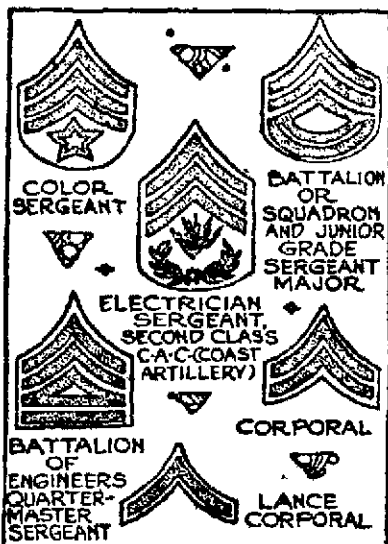 COLOR
SERGEANT
BATTALION
OR
SQUADRON
AND JUNIOR
GRADE
SERGEANT
MAJOR
ELECTRICIAN
SERGEANT,
SECOND CLASS
C-A-C-(COAST
ARTILLERY)
BATTALION
OF
ENGINEERS
QUARTER-
MASTER
SERGEANT
CORPORAL
LANCE
CORPORAL